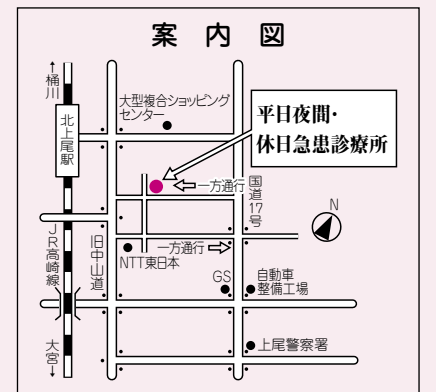 案内図
↑桶川
北上尾駅
大型複合ショッピング
センター
平日夜間・
休日急患診療所
一方通行
国道17号
N
JR高崎線
旧中山道
一方通行
NTT東日本
GS
自動車
整備工場
大宮↓
上尾警察署